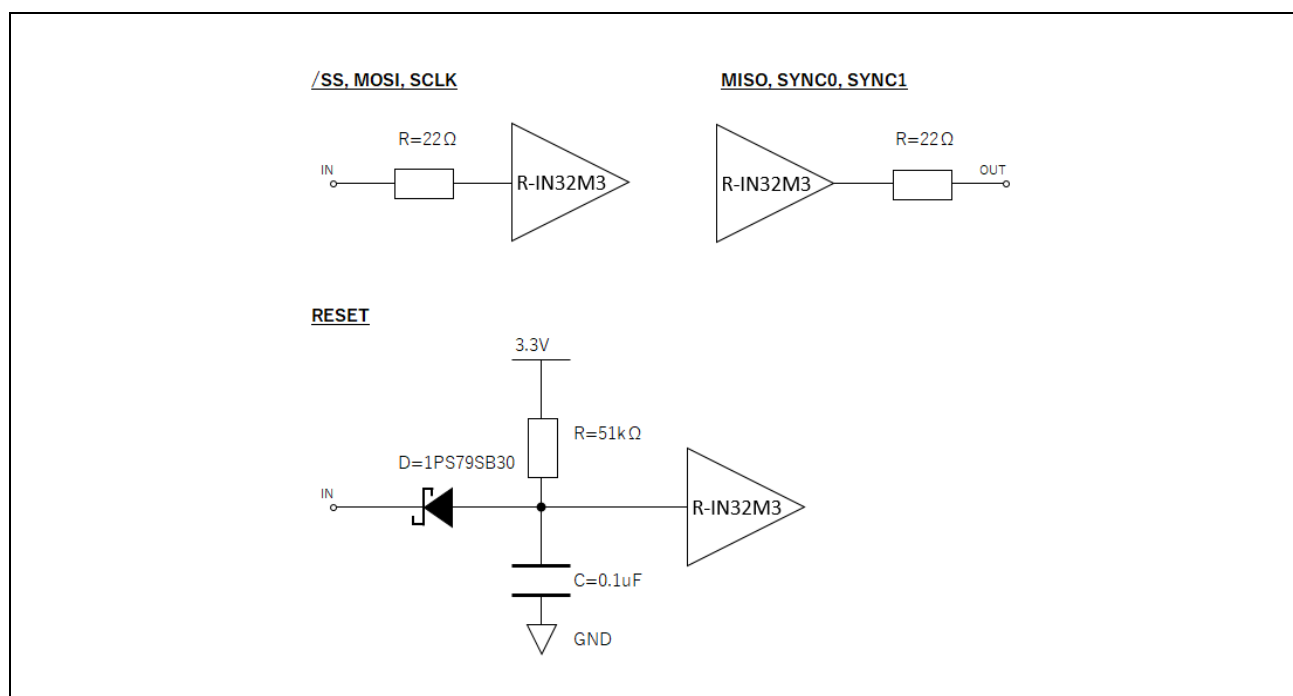 /SS, MOSI, SCLK
MISO, SYNC0, SYNC1
R=22Ω
R=22Ω
IN
R-IN32M3
R-IN32M3
OUT
RESET
3.3V
R=51kΩ
D=1PS79SB30
IN
R-IN32M3
C=0.1uF
GND